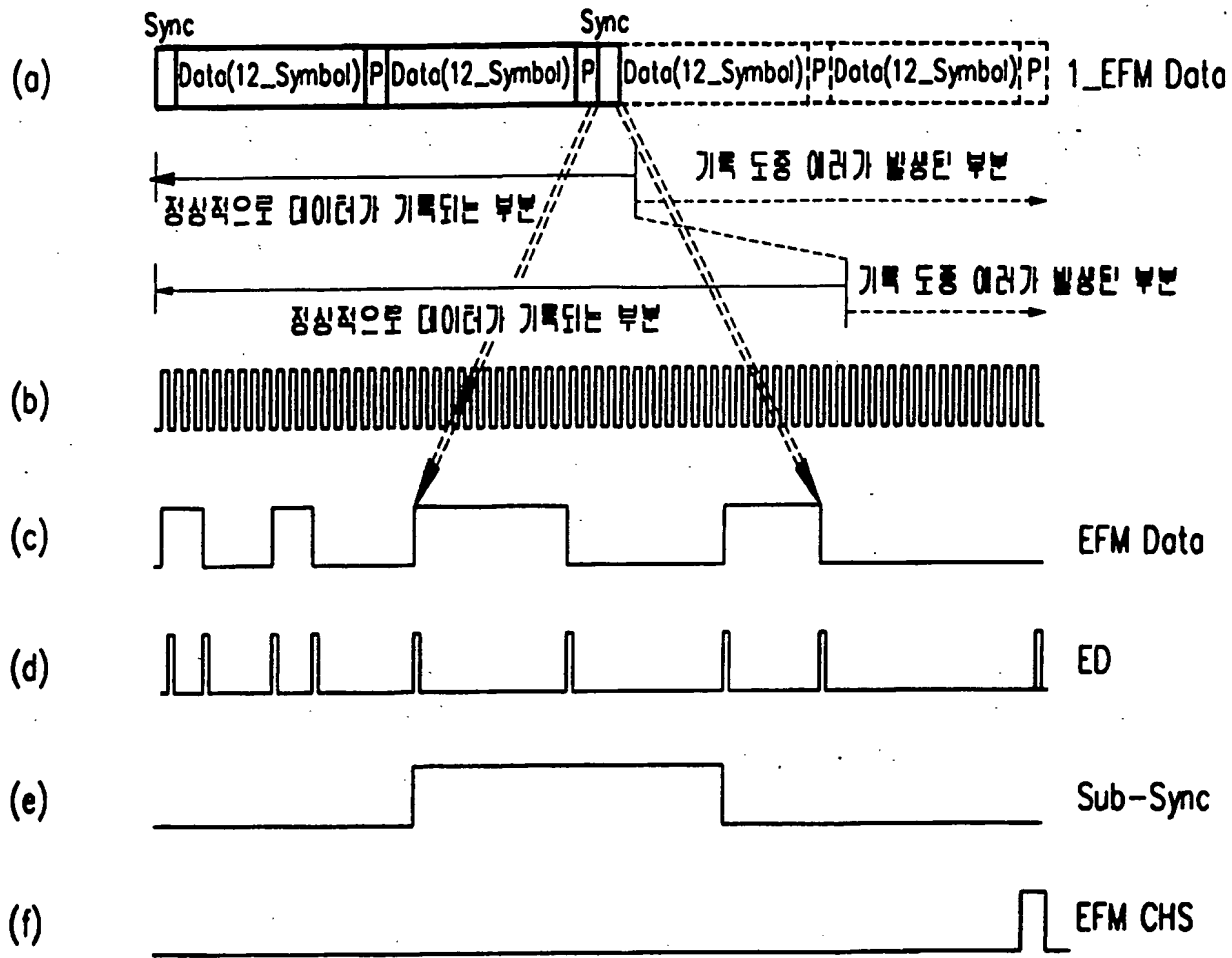 Sync Sync
(a) Data(12_Symbol) P Data(12_Symbol) P Data(12_Symbol) P Data(12_Symbol) P 1_EFM Data
기록 도중 에러가 발생된 부분
정상적으로 데이터가 기록되는 부분
기록 도중 에러가 발생된 부분
정상적으로 데이터가 기록되는 부분
(b)
(c) EFM Data
(d) ED
(e) Sub-Sync
(f) EFM CHS